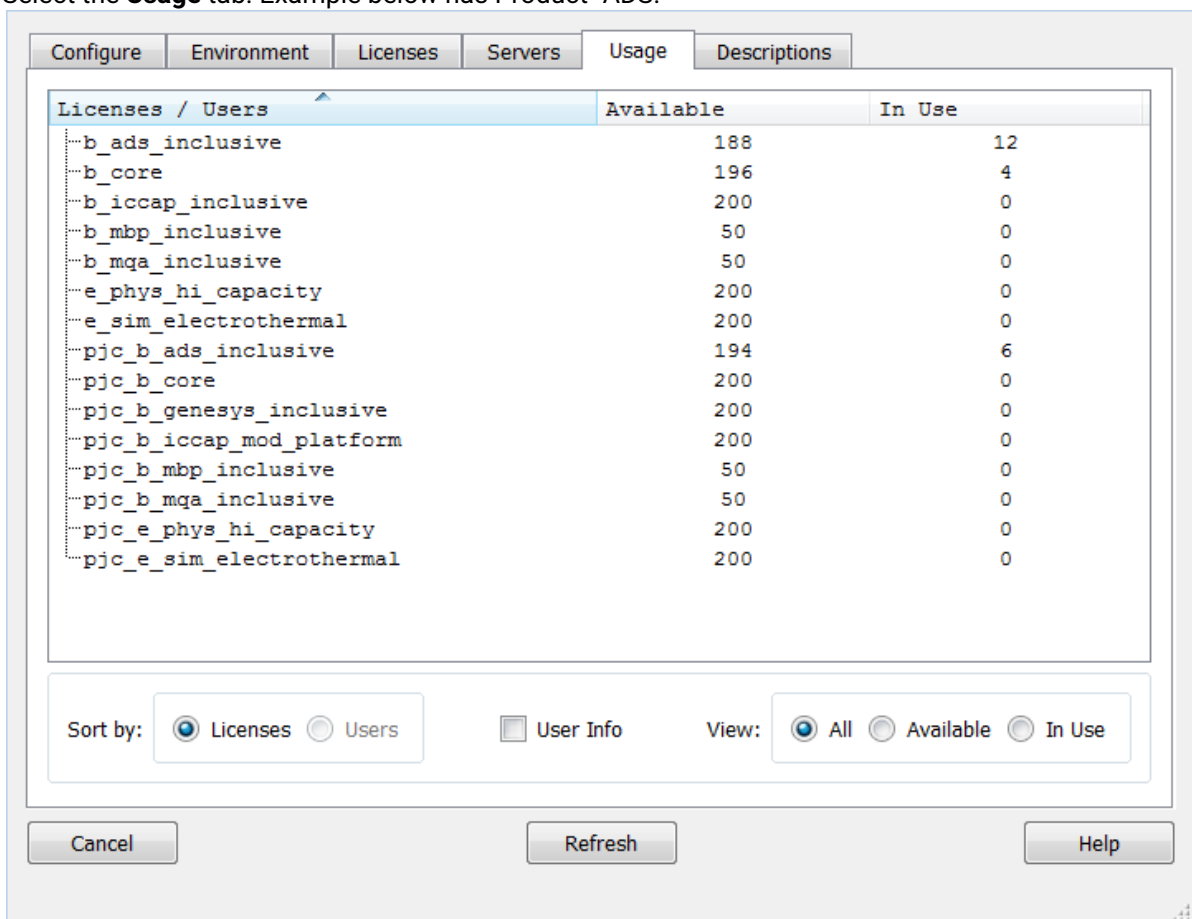 Select the Usage tab. Example below has Product "ADS.
Configure Environment Licenses Servers Usage Descriptions
Licenses / Users Available In Use
b_ads_inclusive 188 12
b_core 196 4
b_iccap_inclusive 200 0
b_mbp_inclusive 50 0
b_mqa_inclusive 50 0
e_phys_hi_capacity 200 0
e_sim_electrothermal 200 0
pjc_b_ads_inclusive 194 6
pjc_b_core 200 0
pjc_b_genesys_inclusive 200 0
pjc_b_iccap_mod_platform 200 0
pjc_b_mbp_inclusive 50 0
pjc_b_mqa_inclusive 50 0
pjc_e_phys_hi_capacity 200 0
pjc_e_sim_electrothermal 200 0
Sort by: Licenses Users User Info View: All Available In Use
Cancel Refresh Help